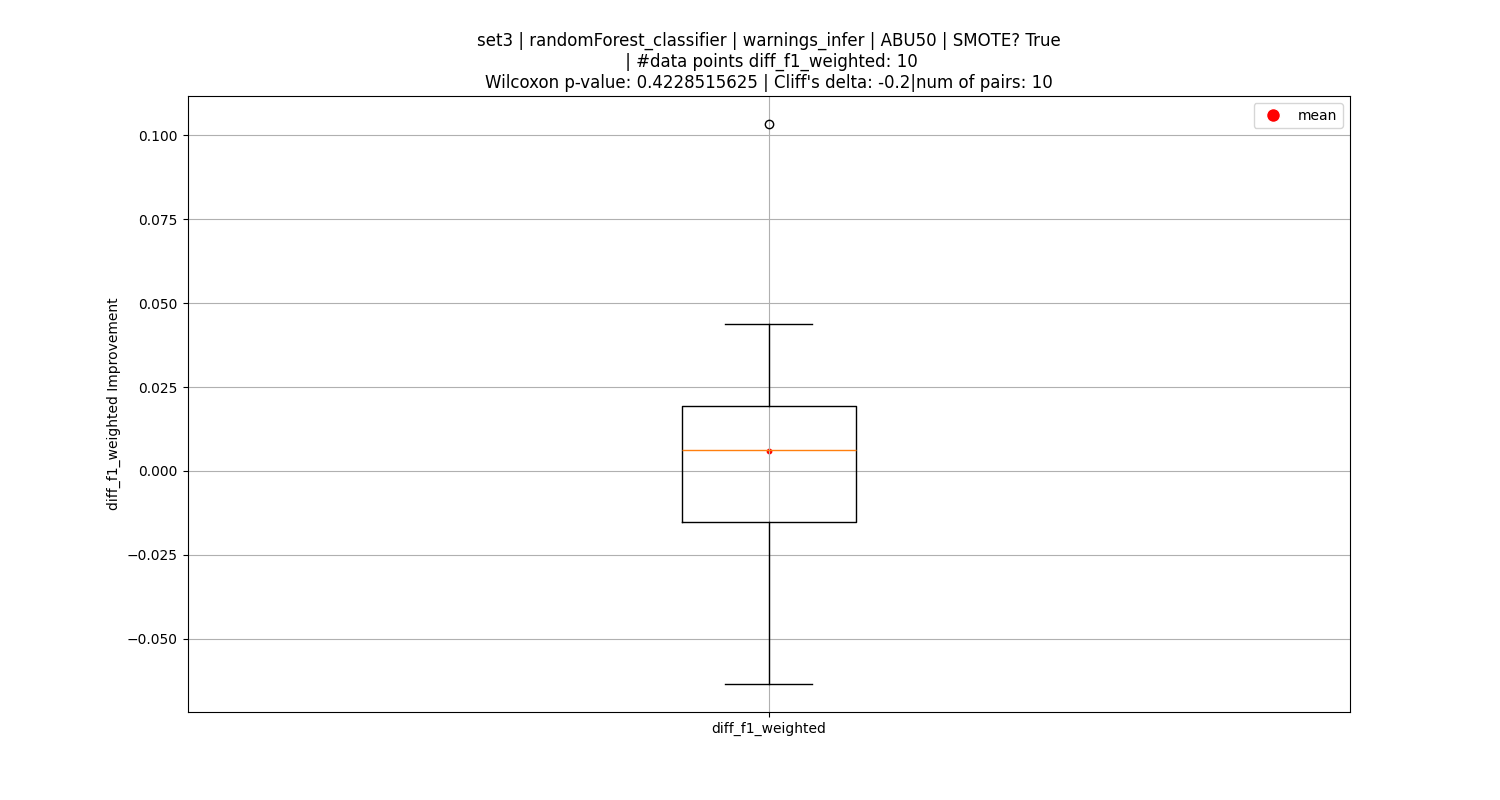 set3 | randomForest_classifier | warnings_infer | ABU50 | SMOTE? True
| #data points diff_f1_weighted: 10
Wilcoxon p-value: 0.4228515625 | Cliff's delta: -0.2|num of pairs: 10
mean
0.100
0.075
0.050
0.025
0.000
−0.025
−0.050
diff_f1_weighted Improvement
diff_f1_weighted